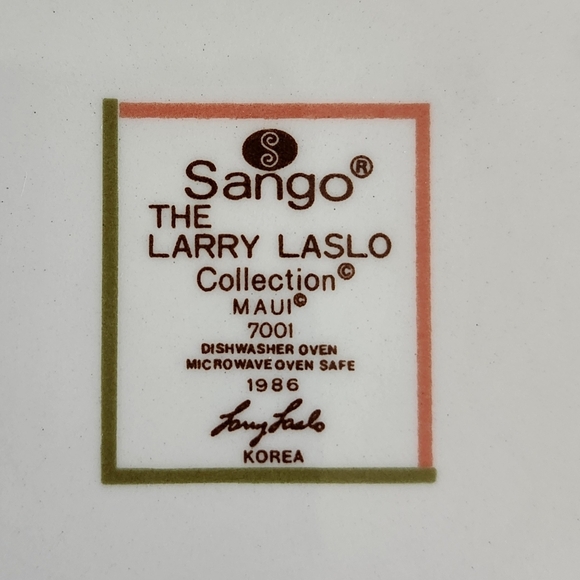 S
Sango®
THE
LARRY LASLO
Collection©
MAUI©
7001
DISHWASHER OVEN
MICROWAVE OVEN SAFE
1986
Larry Laslo
KOREA